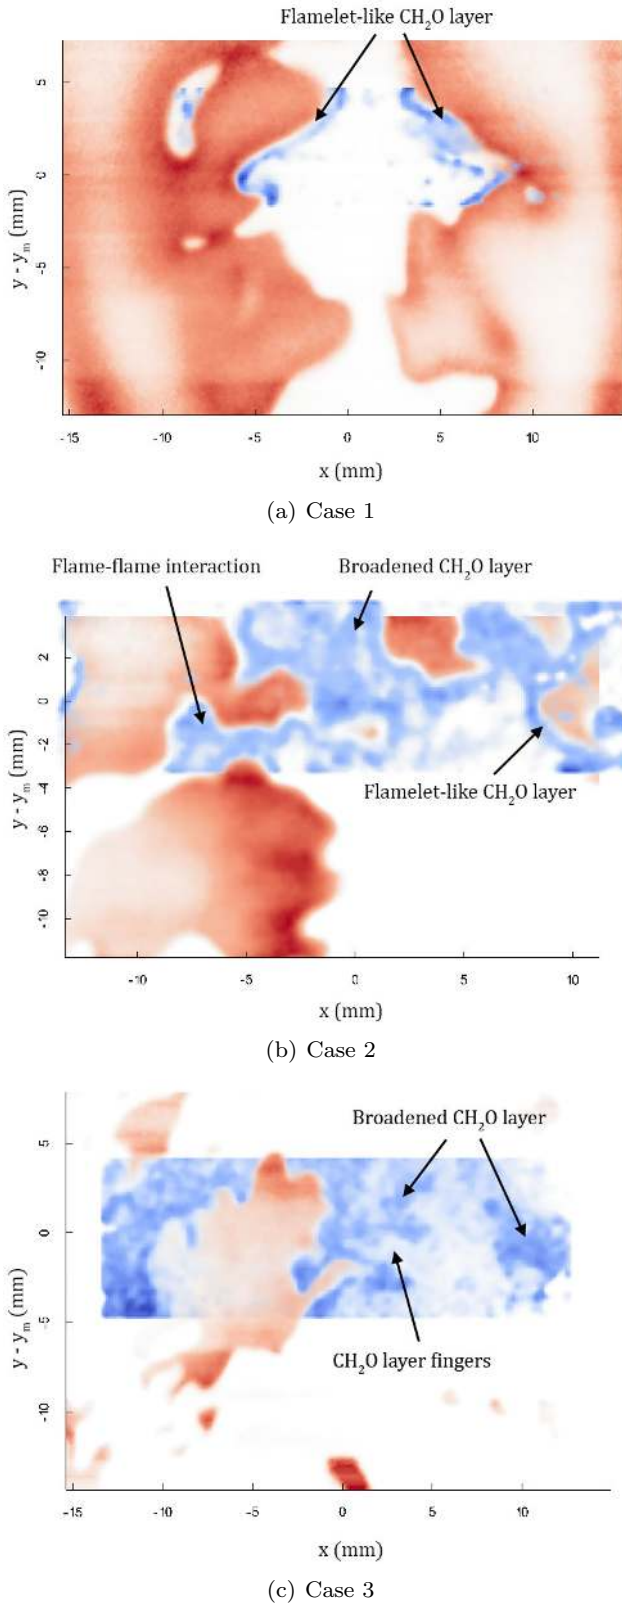 Flamelet-like CH₂O layer
5
0
-5
-10
y - yₘ (mm)
-15 -10 -5 0 5 10
x (mm)
(a) Case 1
Flame-flame interaction Broadened CH₂O layer
2
0
-2
-4
-6
-8
-10
y - yₘ (mm)
Flamelet-like CH₂O layer
-10 -5 0 5 10
x (mm)
(b) Case 2
Broadened CH₂O layer
5
0
-5
-10
y - yₘ (mm)
CH₂O layer fingers
-15 -10 -5 0 5 10
x (mm)
(c) Case 3